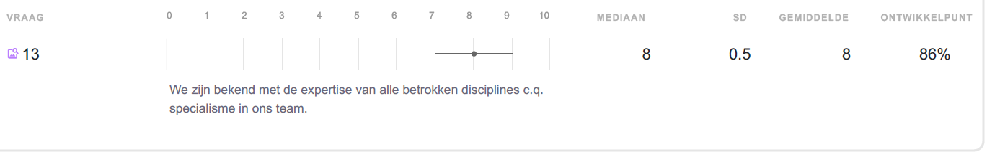 VRAAG 0 1 2 3 4 5 6 7 8 9 10 MEDIAAN SD GEMIDDELDE ONTWIKKELPUNT
13 8 0.5 8 86%
We zijn bekend met de expertise van alle betrokken disciplines c.q.
specialisme in ons team.